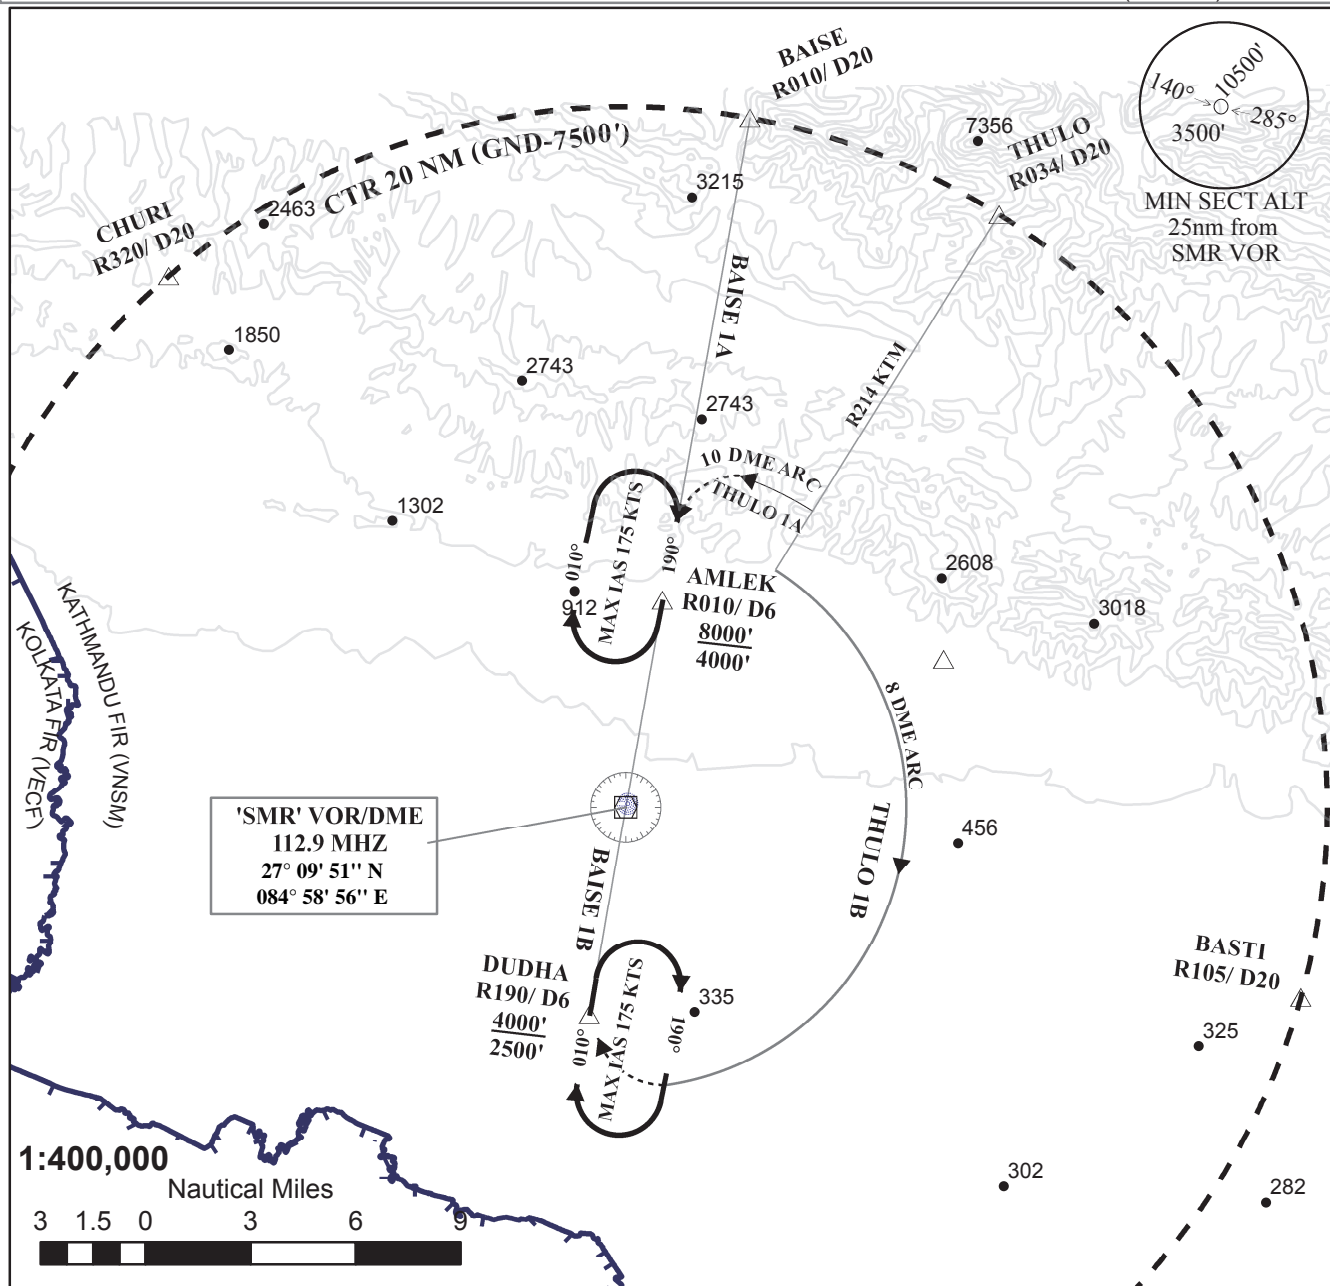 BAISE
R010/ D20
10500'
140°
285°
3500'
MIN SECT ALT
25nm from
SMR VOR
7356
THULO
R034/ D20
CTR 20 NM (GND-7500')
3215
2463
CHURI
R320/ D20
BAISE 1A
1850
2743
2743
R214 KTM
10 DME ARC
THULO 1A
1302
MAX IAS 175 KTS
010°
190°
912
AMLEK
R010/ D6
8000'
4000'
2608
3018
KATHMANDU FIR (VNSM)
KOLKATA FIR (VECF)
8 DME ARC
THULO 1B
'SMR' VOR/DME
112.9 MHZ
27° 09' 51'' N
084° 58' 56'' E
456
BAISE 1B
BASTI
R105/ D20
DUDHA
R190/ D6
4000'
2500'
MAX IAS 175 KTS
010°
190°
335
325
302
282
1:400,000
Nautical Miles
3 1.5 0 3 6 9